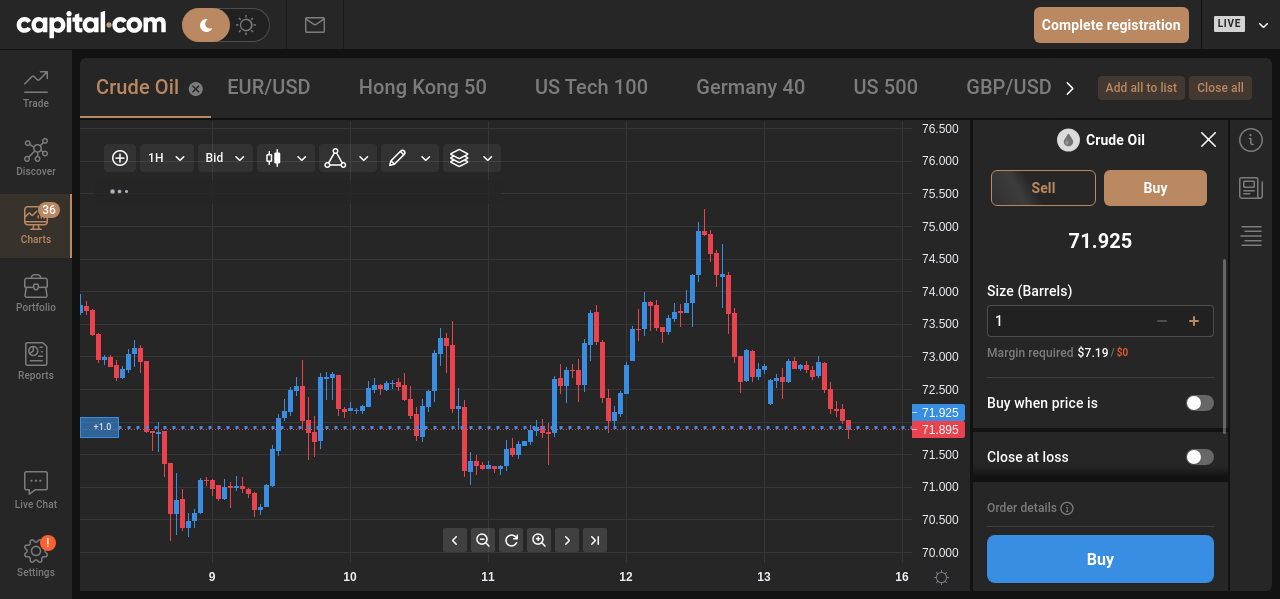 capital.com
Complete registration
LIVE
Trade
Discover
36
Charts
Portfolio
Reports
Live Chat
!
Settings
Crude Oil EUR/USD Hong Kong 50 US Tech 100 Germany 40 US 500 GBP/USD
Add all to list Close all
1H Bid
76.500
76.000
75.500
75.000
74.500
74.000
73.500
73.000
72.500
71.925
71.895
71.500
71.000
70.500
70.000
+1.0
9 10 11 12 13 16
Crude Oil
Sell Buy
71.925
Size (Barrels)
1
Margin required $7.19 / $0
Buy when price is
Close at loss
Order details
Buy